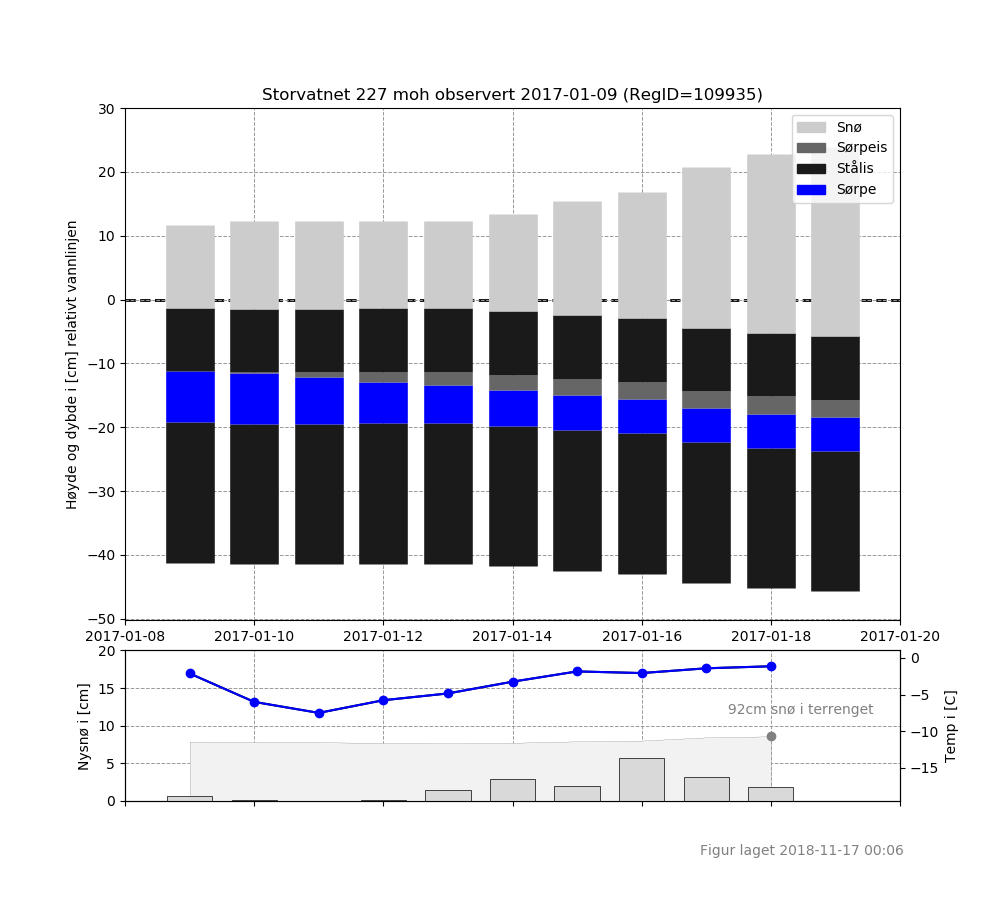 Storvatnet 227 moh observert 2017-01-09 (RegID=109935)
Høyde og dybde i [cm] relativt vannlinjen
30
20
10
0
−10
−20
−30
−40
−50
Snø
Sørpeis
Stålis
Sørpe
2017-01-08 2017-01-10 2017-01-12 2017-01-14 2017-01-16 2017-01-18 2017-01-20
Nysnø i [cm]
20
15
10
5
0
92cm snø i terrenget
0
−5
−10
−15
Temp i [C]
Figur laget 2018-11-17 00:06